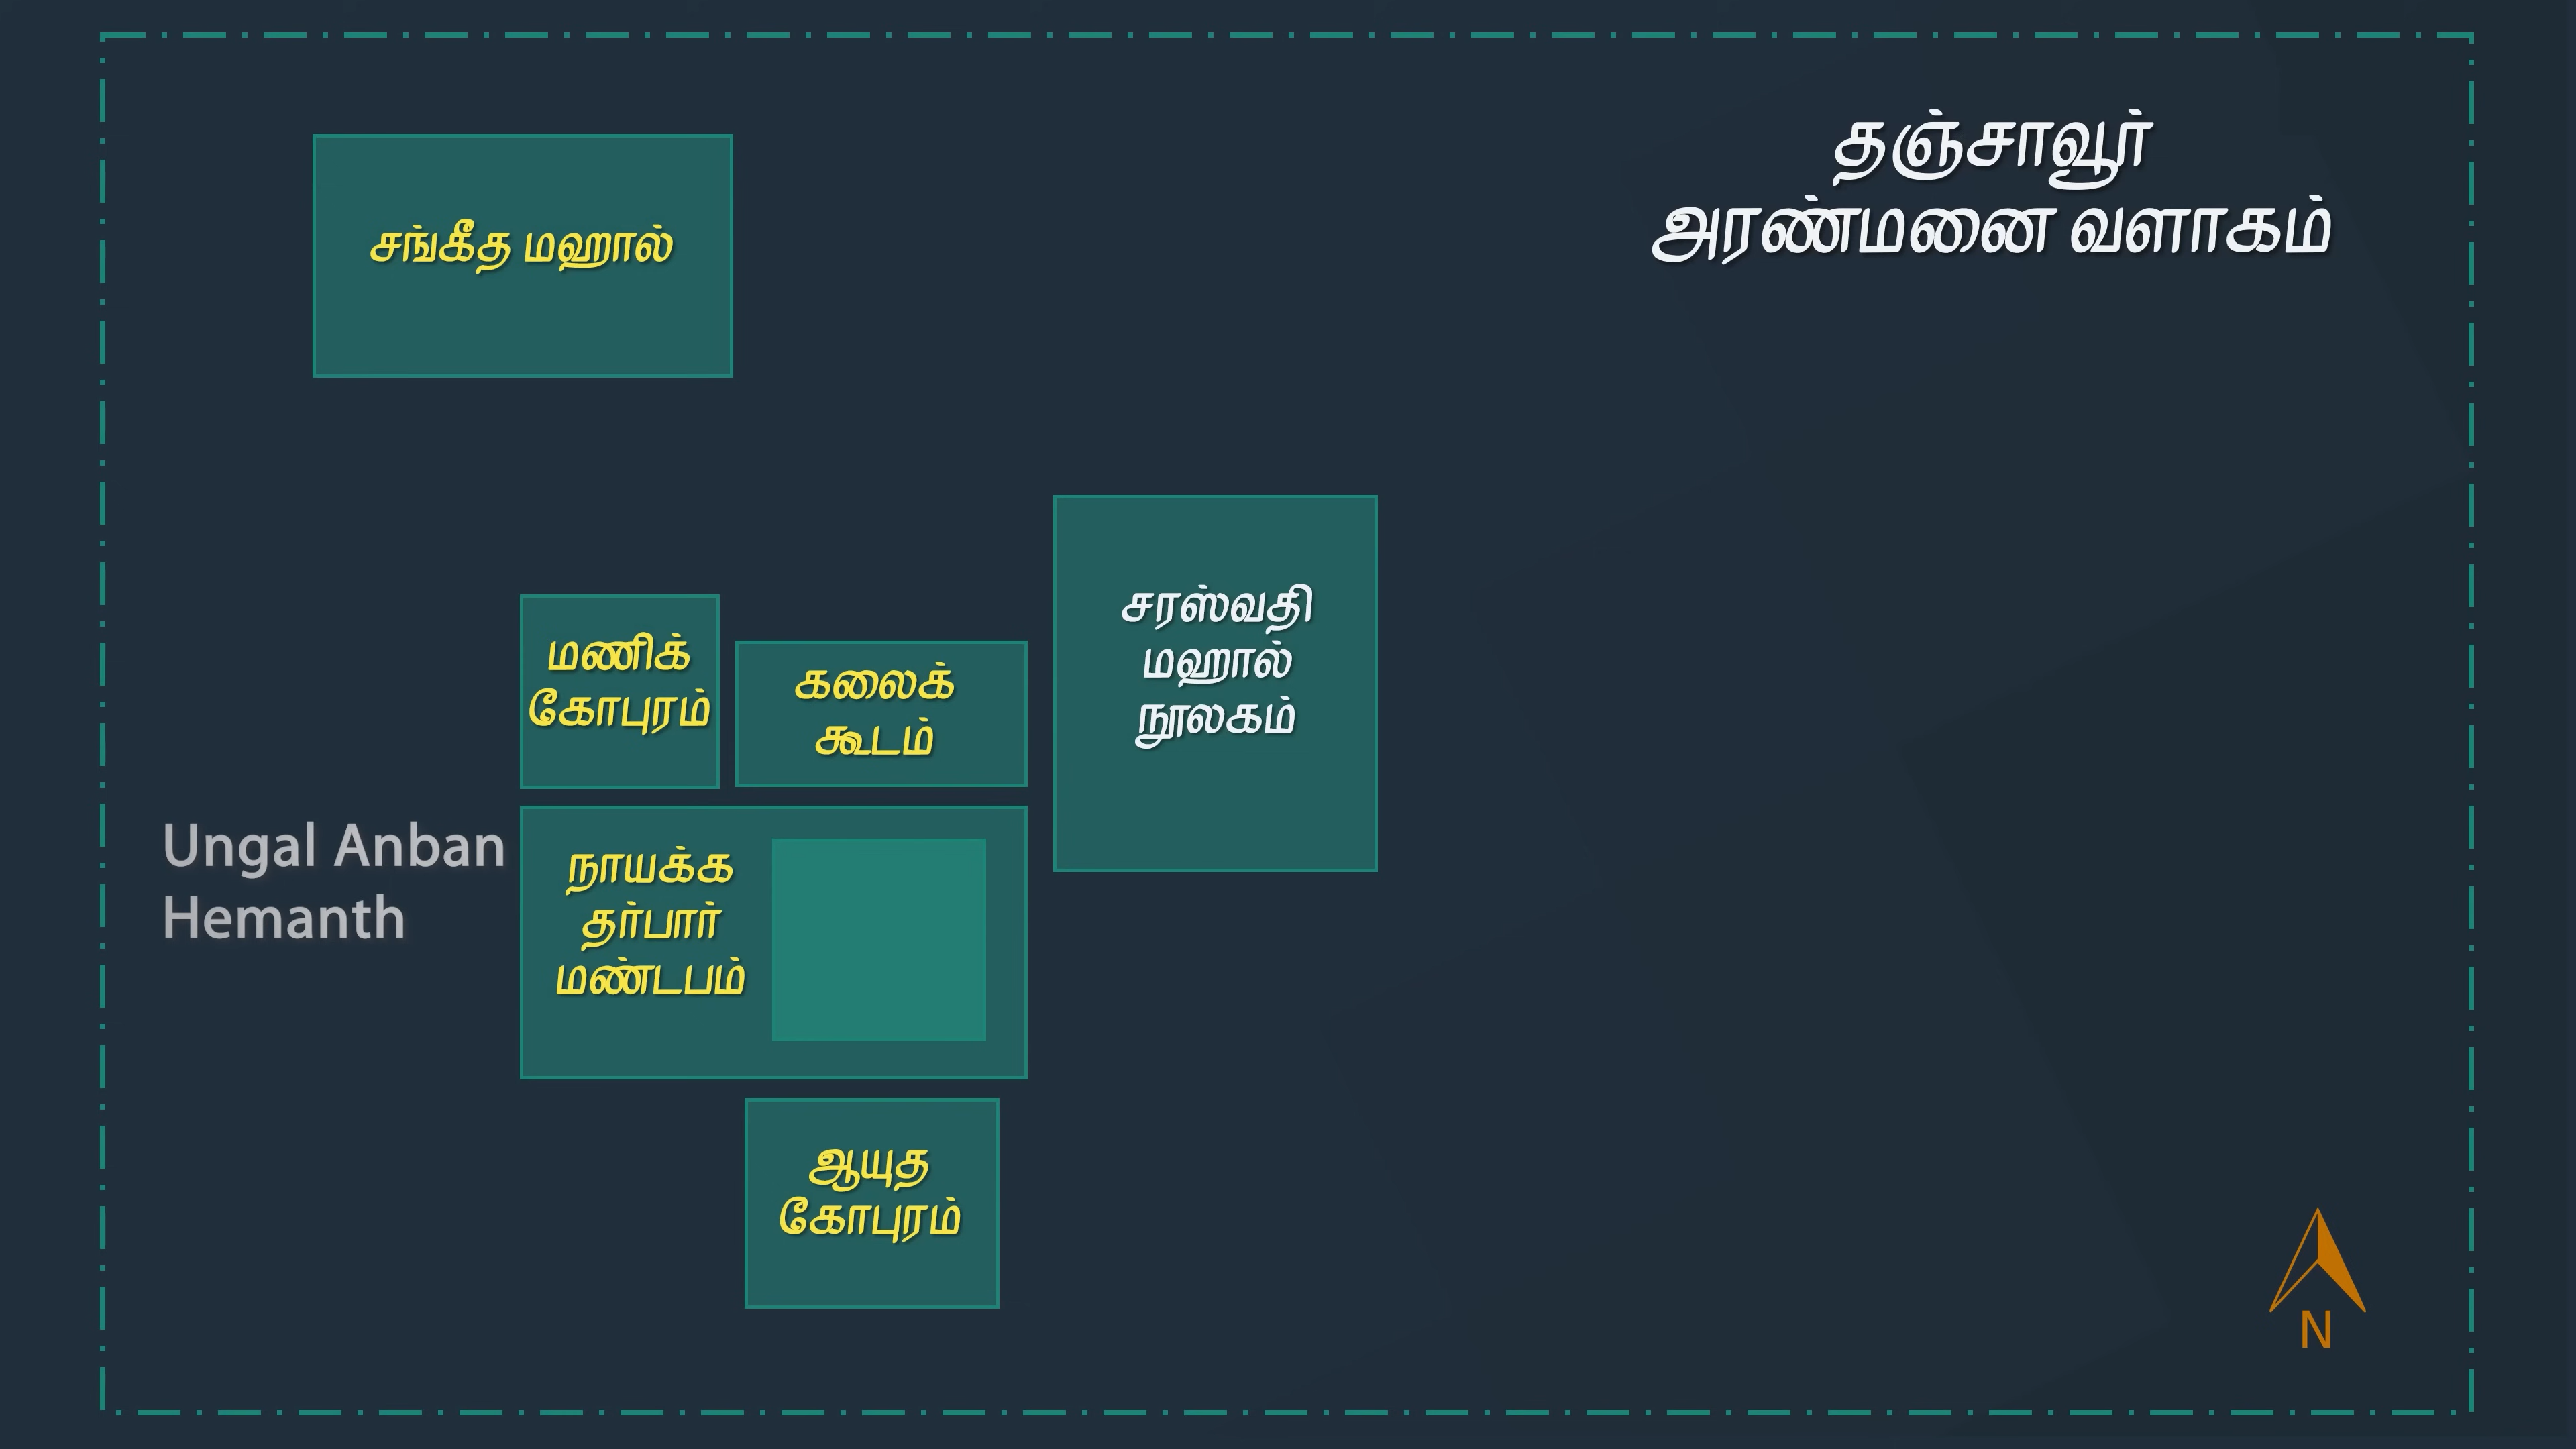 தஞ்சாவூர்
அரண்மனை வளாகம்
சங்கீத மஹால்
சரஸ்வதி
மஹால்
நூலகம்
மணிக்
கோபுரம்
கலைக்
கூடம்
Ungal Anban
Hemanth
நாயக்க
தர்பார்
மண்டபம்
ஆயுத
கோபுரம்
N